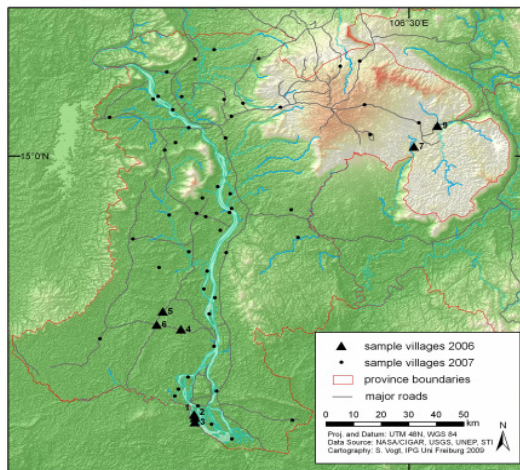 106°30'E
15°0'N
9
7
5
6
4
1
2
3
sample villages 2006
sample villages 2007
province boundaries
major roads
0 10 20 30 40 50
km
Proj. and Datum: UTM 48N, WGS 84
Data Source: NASA/CIGAR, USGS, UNEP, STI
Cartography: S. Vogt, IPG Uni Freiburg 2009
N